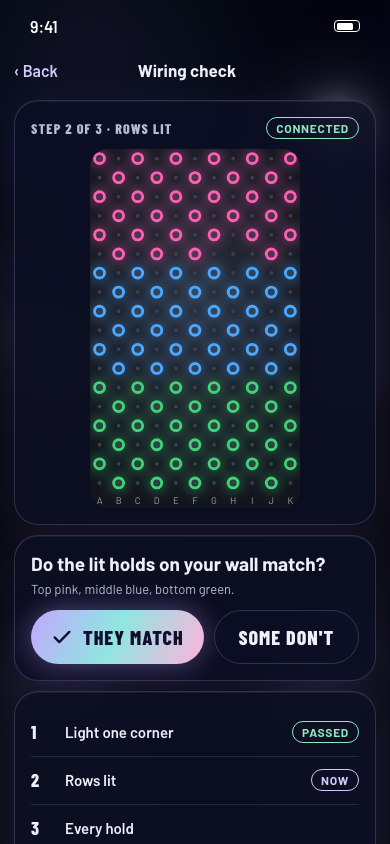 9:41
‹ Back
Wiring check
STEP 2 OF 3 · ROWS LIT
CONNECTED
A B C D E F G H I J K
Do the lit holds on your wall match?
Top pink, middle blue, bottom green.
THEY MATCH
SOME DON'T
1 Light one corner PASSED
2 Rows lit NOW
3 Every hold